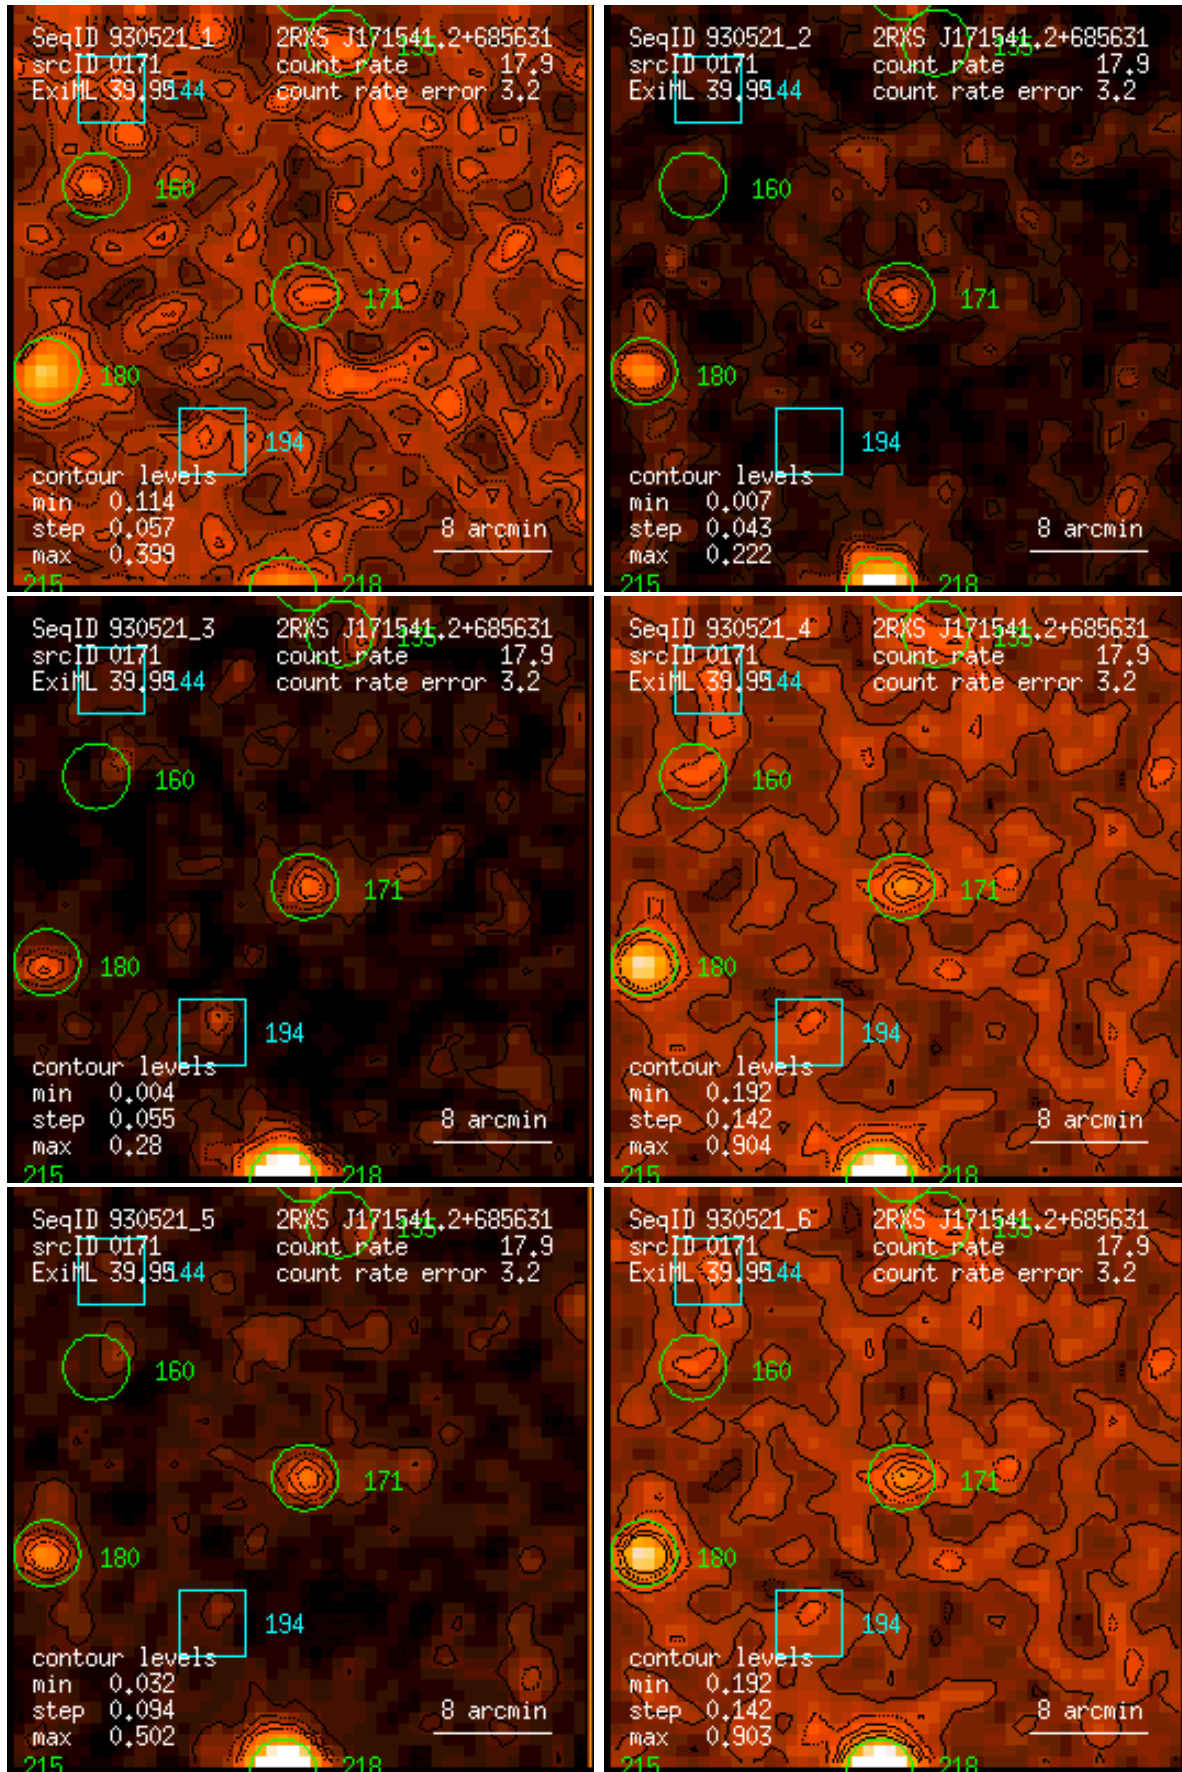 SeqID 930521_1 2RXS J171541.2+685631
155
srcID 0171 count rate 17.9
ExiML 39.95 144 count rate error 3.2
160
171
180
194
contour levels
min 0.114
step 0.057
max 0.399
8 arcmin
215 218
SeqID 930521_2 2RXS J171541.2+685631
155
srcID 0171 count rate 17.9
ExiML 39.95 144 count rate error 3.2
160
171
180
194
contour levels
min 0.007
step 0.043
max 0.222
8 arcmin
215 218
SeqID 930521_3 2RXS J171541.2+685631
155
srcID 0171 count rate 17.9
ExiML 39.95 144 count rate error 3.2
160
171
180
194
contour levels
min 0.004
step 0.055
max 0.28
8 arcmin
215 218
SeqID 930521_4 2RXS J171541.2+685631
155
srcID 0171 count rate 17.9
ExiML 39.95 144 count rate error 3.2
160
171
180
194
contour levels
min 0.192
step 0.142
max 0.904
8 arcmin
215 218
SeqID 930521_5 2RXS J171541.2+685631
155
srcID 0171 count rate 17.9
ExiML 39.95 144 count rate error 3.2
160
171
180
194
contour levels
min 0.032
step 0.094
max 0.502
8 arcmin
215 218
SeqID 930521_6 2RXS J171541.2+685631
155
srcID 0171 count rate 17.9
ExiML 39.95 144 count rate error 3.2
160
171
180
194
contour levels
min 0.192
step 0.142
max 0.903
8 arcmin
215 218